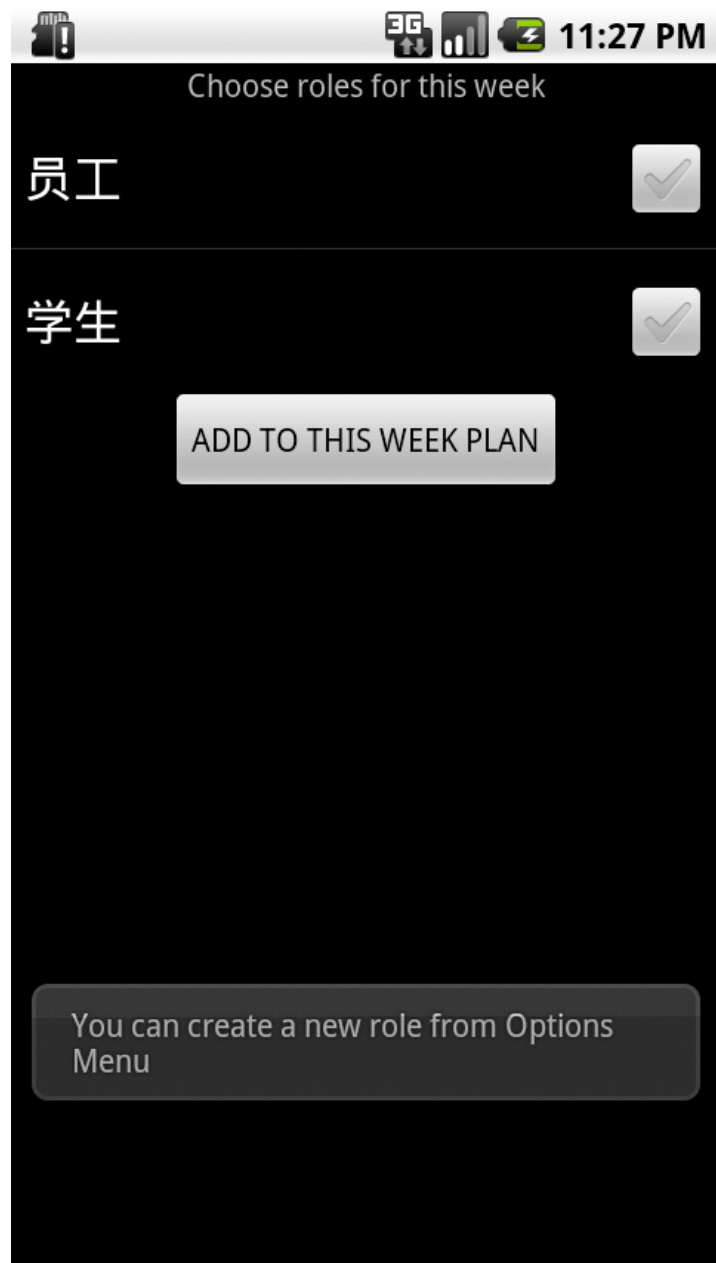 3G 11:27 PM
Choose roles for this week
员工
学生
ADD TO THIS WEEK PLAN
You can create a new role from Options
Menu